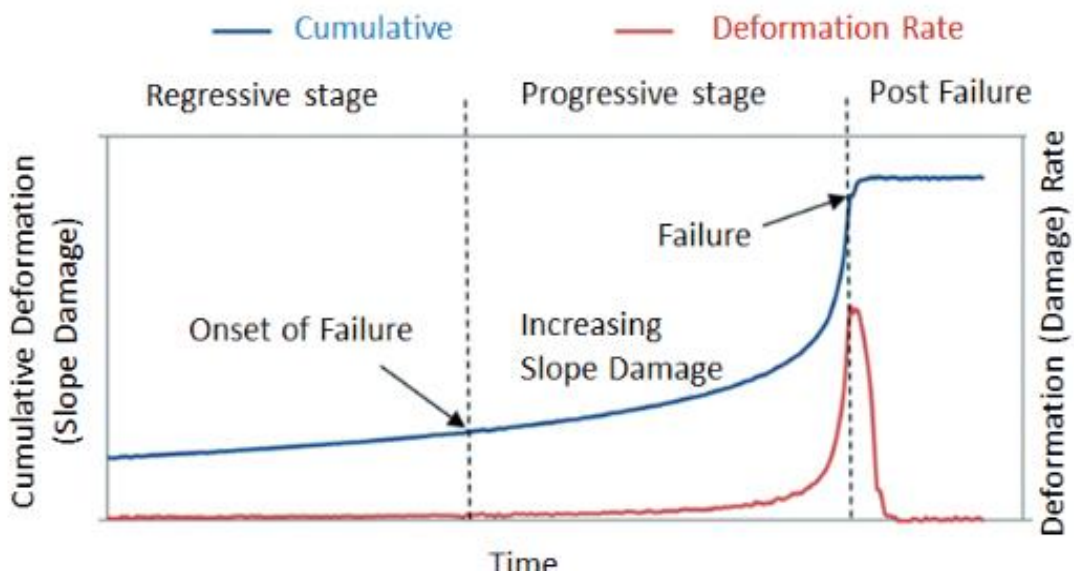 Cumulative
Deformation Rate
Regressive stage
Progressive stage
Post Failure
Cumulative Deformation
(Slope Damage)
Deformation (Damage) Rate
Failure
Onset of Failure
Increasing
Slope Damage
Time